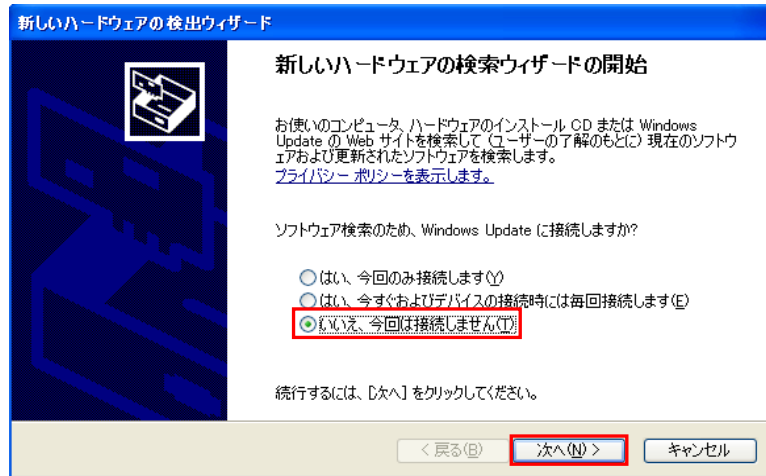 新しいハードウェアの検出ウィザード
新しいハードウェアの検索ウィザードの開始
お使いのコンピュータ、ハードウェアのインストール CD または Windows
Update の Web サイトを検索して (ユーザーの了解のもとに) 現在のソフトウ
ェアおよび更新されたソフトウェアを検索します。
プライバシー ポリシーを表示します。
ソフトウェア検索のため、Windows Update に接続しますか?
はい、今回のみ接続します(Y)
はい、今すぐおよびデバイスの接続時には毎回接続します(E)
いいえ、今回は接続しません(T)
続行するには、[次へ] をクリックしてください。
< 戻る(B) 次へ(N) > キャンセル